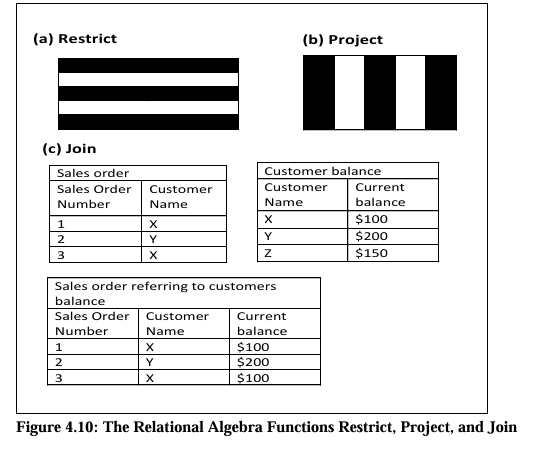 (a) Restrict
(b) Project
(c) Join
Sales order
Sales Order Number Customer Name
1 X
2 Y
3 X
Customer balance
Customer Name Current balance
X $100
Y $200
Z $150
Sales order referring to customers
balance
Sales Order Number Customer Name Current balance
1 X $100
2 Y $200
3 X $100
Figure 4.10: The Relational Algebra Functions Restrict, Project, and Join